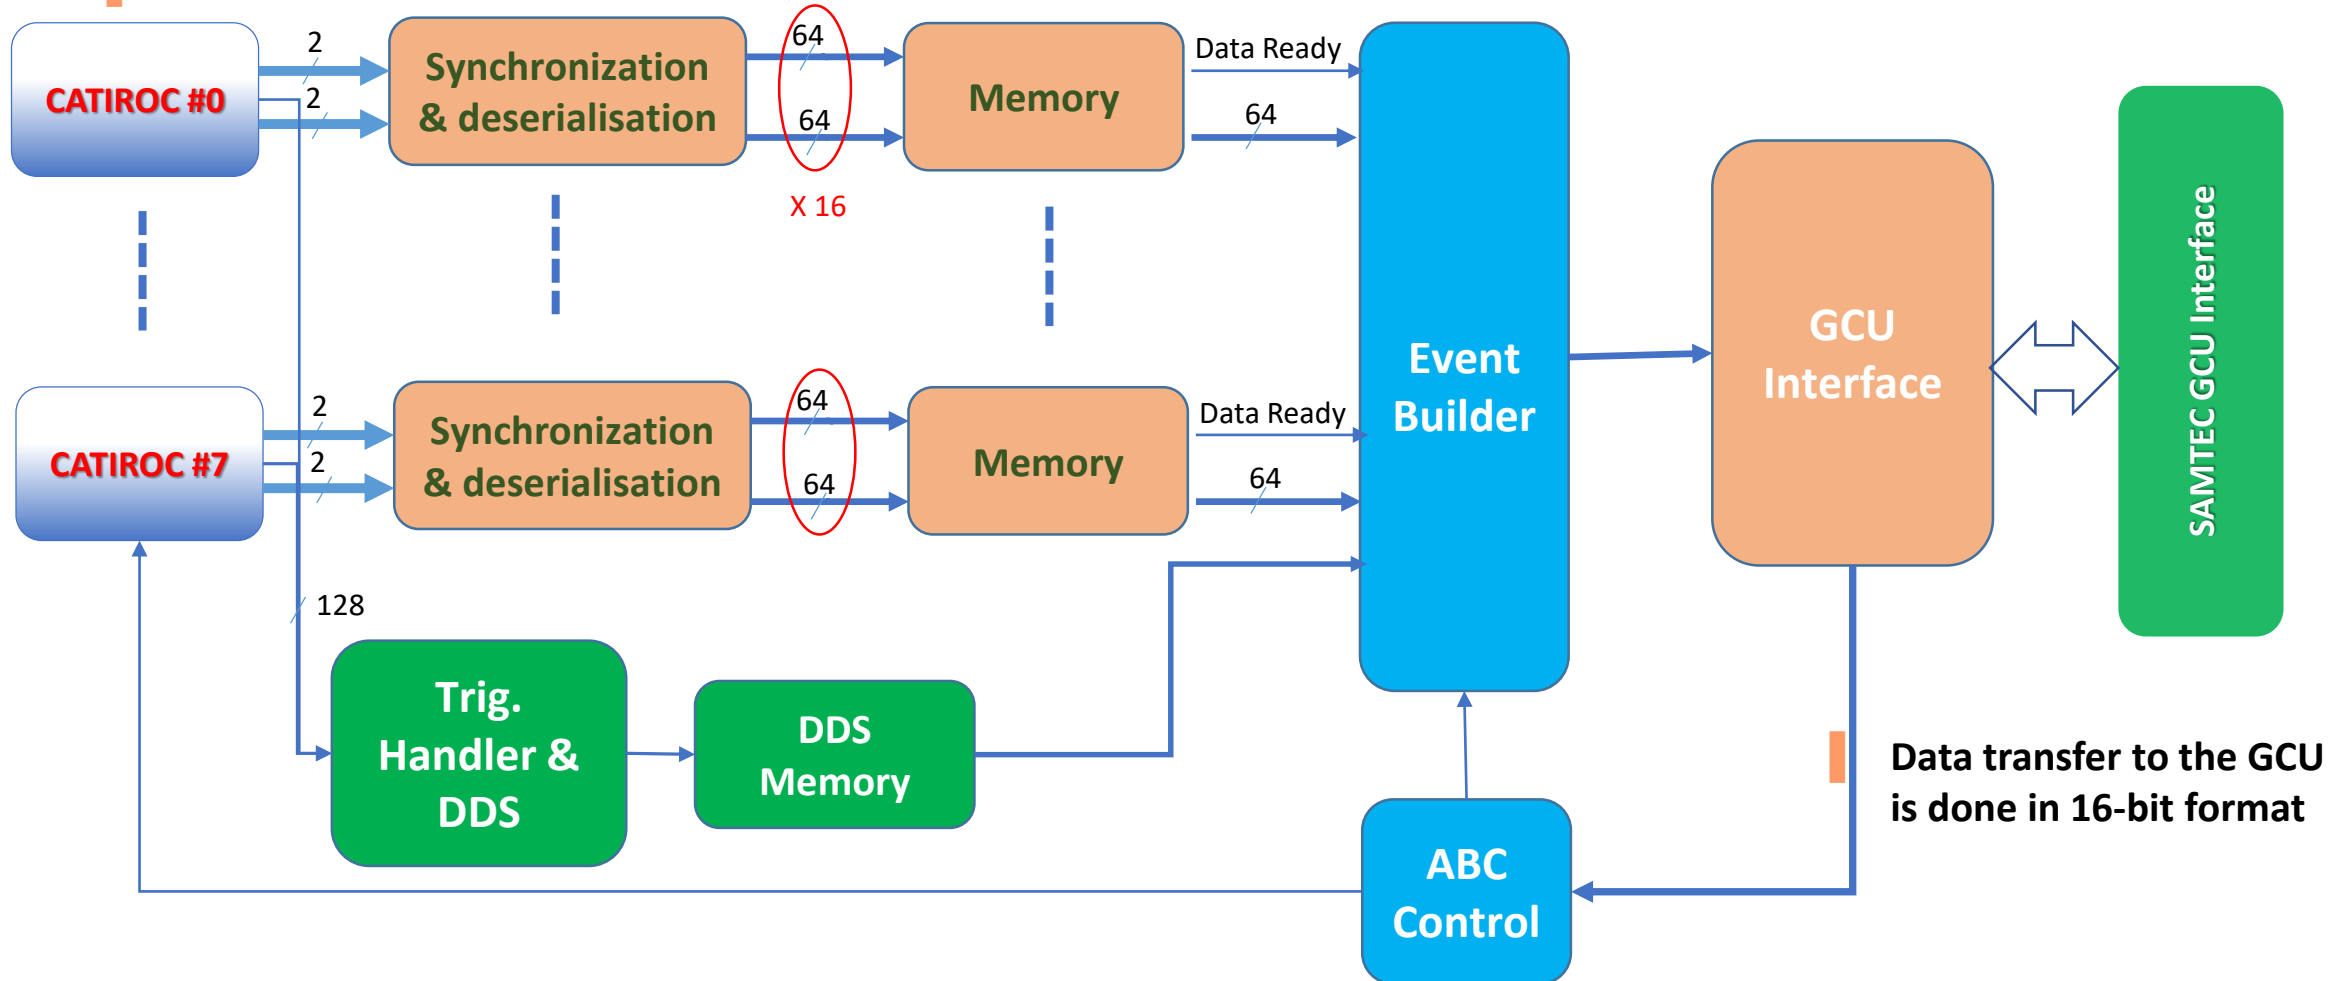 CATIROC #0
2
2
Synchronization
& deserialisation
64
64
X 16
Memory
Data Ready
64
CATIROC #7
2
2
Synchronization
& deserialisation
64
64
Memory
Data Ready
64
128
Trig.
Handler &
DDS
DDS
Memory
Event
Builder
ABC
Control
GCU
Interface
SAMTEC GCU Interface
Data transfer to the GCU
is done in 16-bit format